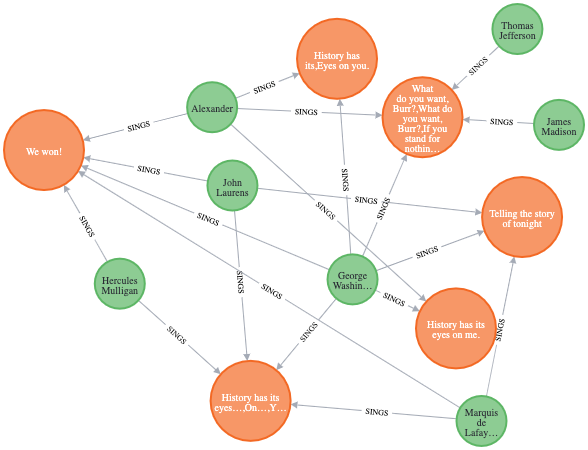 Thomas
Jefferson
History has
its,Eyes on you.
SINGS
SINGS
What
do you want,
Burr?,What do
you want,
Burr?,If you
stand for
nothin…
Alexander
SINGS
SINGS
James
Madison
SINGS
We won!
SINGS
John
Laurens
SINGS
SINGS
SINGS
SINGS
SINGS
Telling the story
of tonight
SINGS
SINGS
SINGS
Hercules
Mulligan
George
Washin…
SINGS
SINGS
SINGS
History has its
eyes on me.
SINGS
SINGS
SINGS
History has its
eyes…,On…,Y…
SINGS
Marquis
de
Lafay…